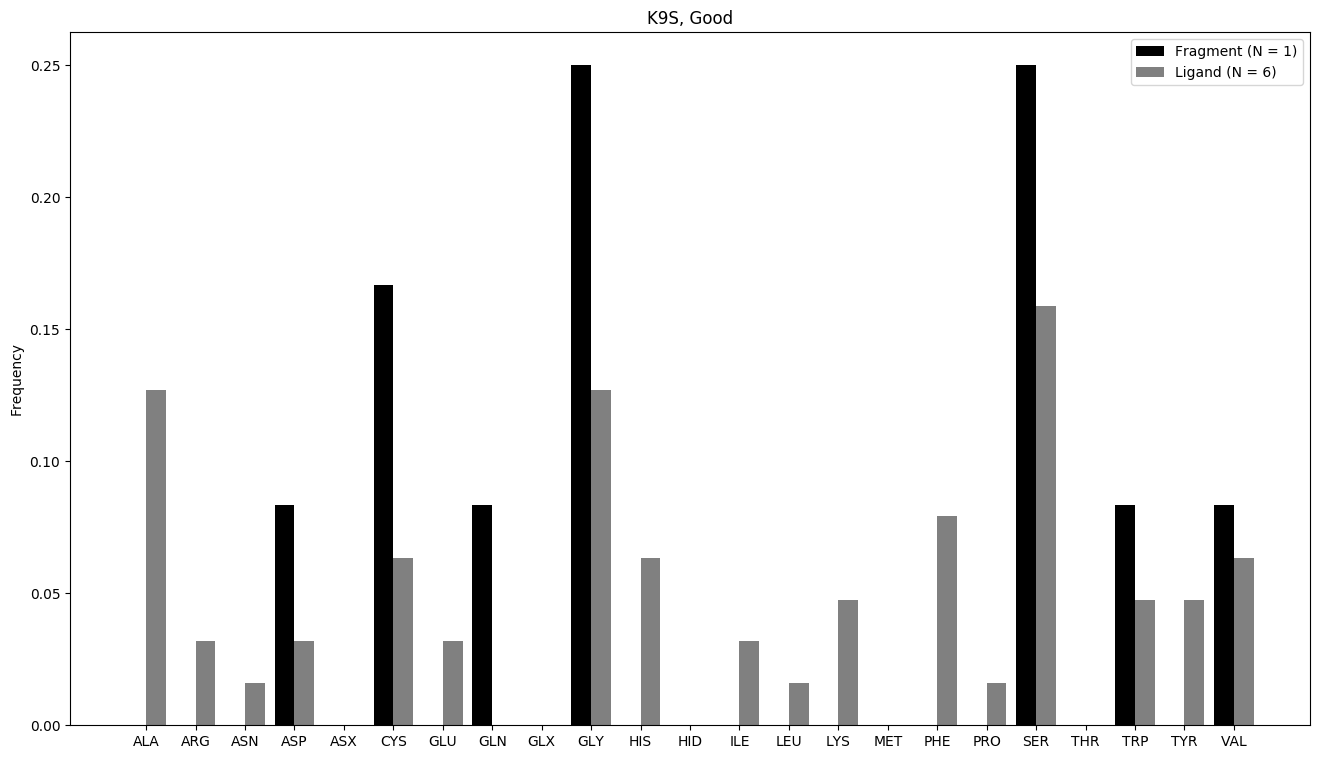 K9S, Good
Fragment (N = 1)
Ligand (N = 6)
Frequency
0.25
0.20
0.15
0.10
0.05
0.00
ALA ARG ASN ASP ASX CYS GLU GLN GLX GLY HIS HID ILE LEU LYS MET PHE PRO SER THR TRP TYR VAL